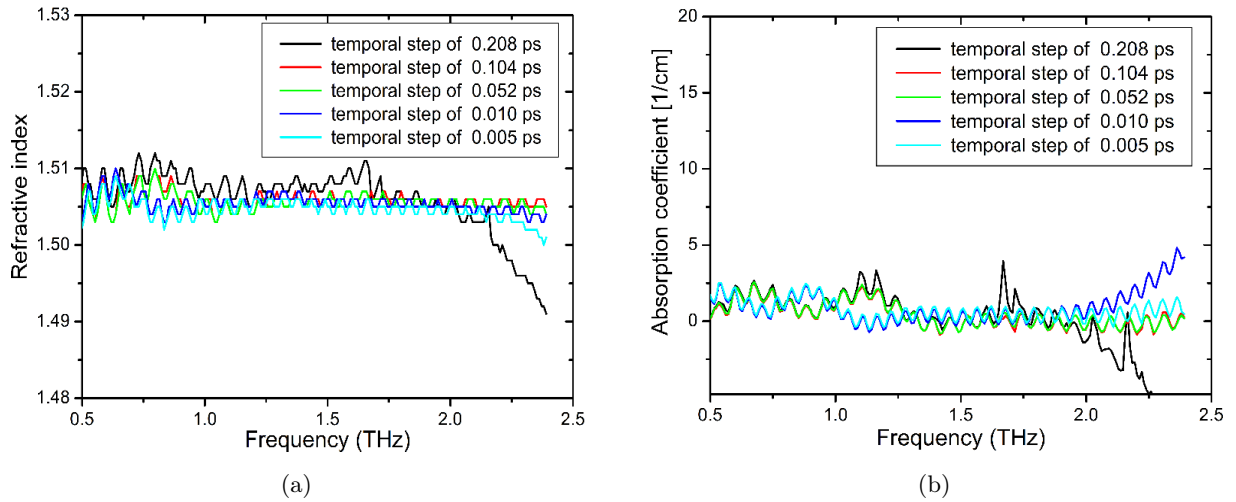 1.53
1.52
1.51
1.50
1.49
1.48
Refractive index
temporal step of 0.208 ps
temporal step of 0.104 ps
temporal step of 0.052 ps
temporal step of 0.010 ps
temporal step of 0.005 ps
0.5
1.0
1.5
2.0
2.5
Frequency (THz)
(a)
20
15
10
5
0
Absorption coefficient [1/cm]
temporal step of 0.208 ps
temporal step of 0.104 ps
temporal step of 0.052 ps
temporal step of 0.010 ps
temporal step of 0.005 ps
0.5
1.0
1.5
2.0
2.5
Frequency (THz)
(b)